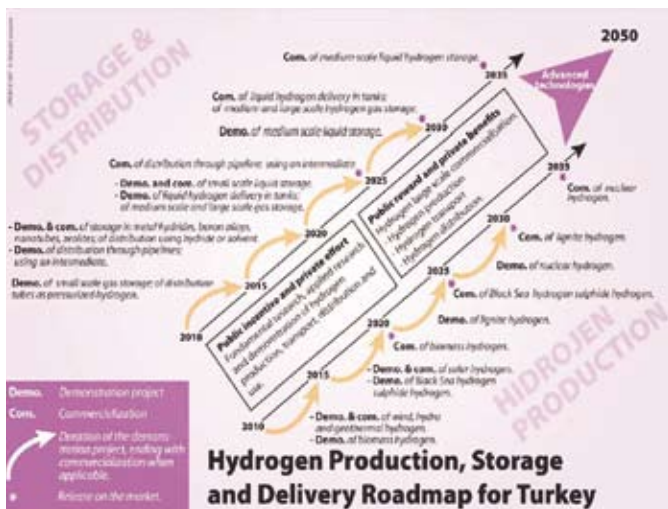 2050
Com. of medium scale liquid hydrogen storage.
STORAGE &
DISTRIBUTION
2035
Advanced
technologies
Com. of liquid hydrogen delivery in tanks;
of medium and large scale hydrogen gas storage.
Demo. of medium scale liquid storage.
2030
Com. of distribution through pipeline; using an intermediate
- Demo. and com. of small scale liquid storage.
- Demo. of liquid hydrogen delivery in tanks;
of medium scale and large scale gas storage.
2025
- Demo. & com. of storage in metal hydrides, boron alloys,
nanotubes, zeolites; of distribution using hydride or solvent.
- Demo. of distribution through pipelines;
using an intermediate.
2020
Demo. of small scale gas storage; of distribution
tubes as pressurized hydrogen.
2015
2010
Public reward and private benefits
Hydrogen large scale commercialisation
- Hydrogen production
- Hydrogen transport
- Hydrogen distribution
Public incentive and private effort
Fundamental research, applied research
and demonstration of hydrogen
production, transport, distribution and
use.
2035
Com. of nuclear
hydrogen.
2030
Com. of lignite hydrogen.
Demo. of nuclear hydrogen.
2025
Com. of Black Sea hydrogen sulphide hydrogen.
Demo. of lignite hydrogen.
2020
Com. of biomass hydrogen.
- Demo. & com. of solar hydrogen.
- Demo. of Black Sea hydrogen
sulphide hydrogen.
2015
- Demo. & com. of wind, hydro
and geothermal hydrogen.
- Demo. of biomass hydrogen.
2010
HIDROJEN
PRODUCTION
Demo. Demonstration project
Com. Commercialization
Duration of the demons-
tration project, ending with
commercialization when
applicable.
Release on the market.
Hydrogen Production, Storage
and Delivery Roadmap for Turkey